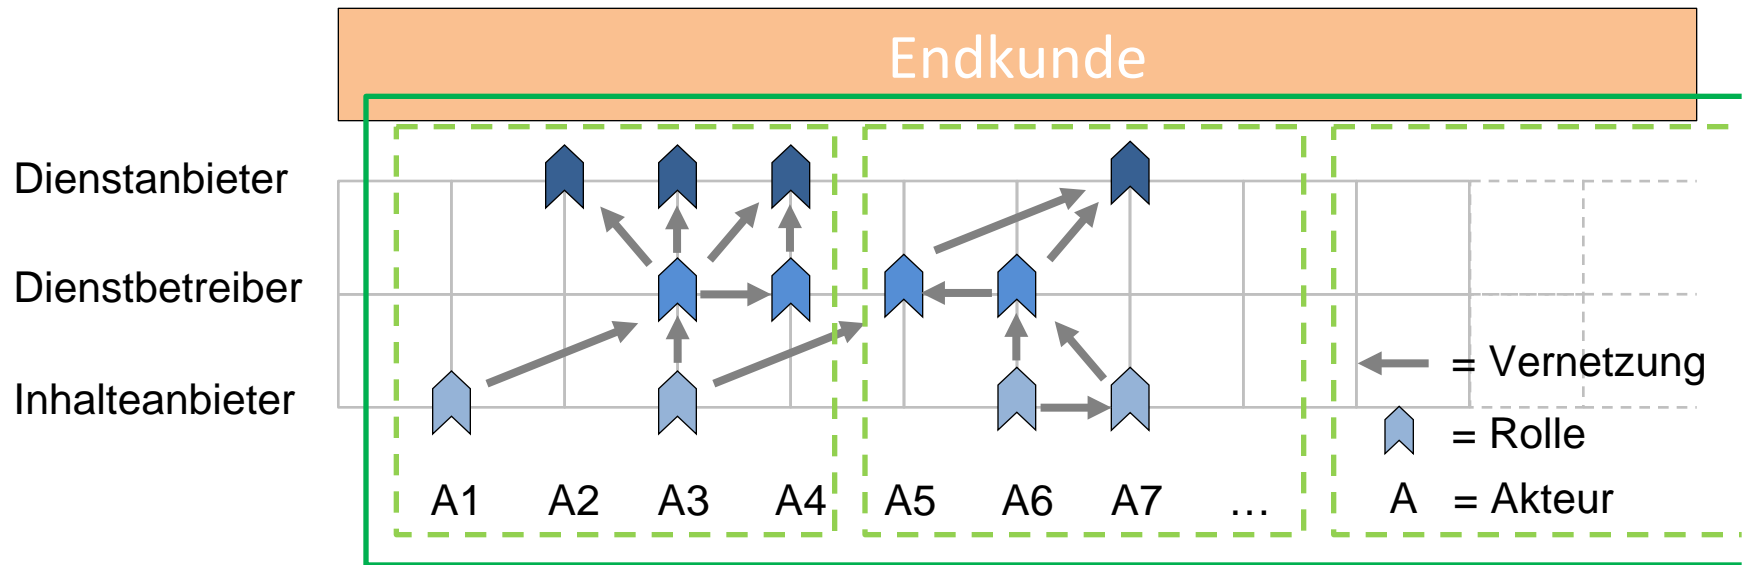 Endkunde
Dienstanbieter
Dienstbetreiber
Inhalteanbieter
= Vernetzung
= Rolle
A1 A2 A3 A4 A5 A6 A7 … A = Akteur